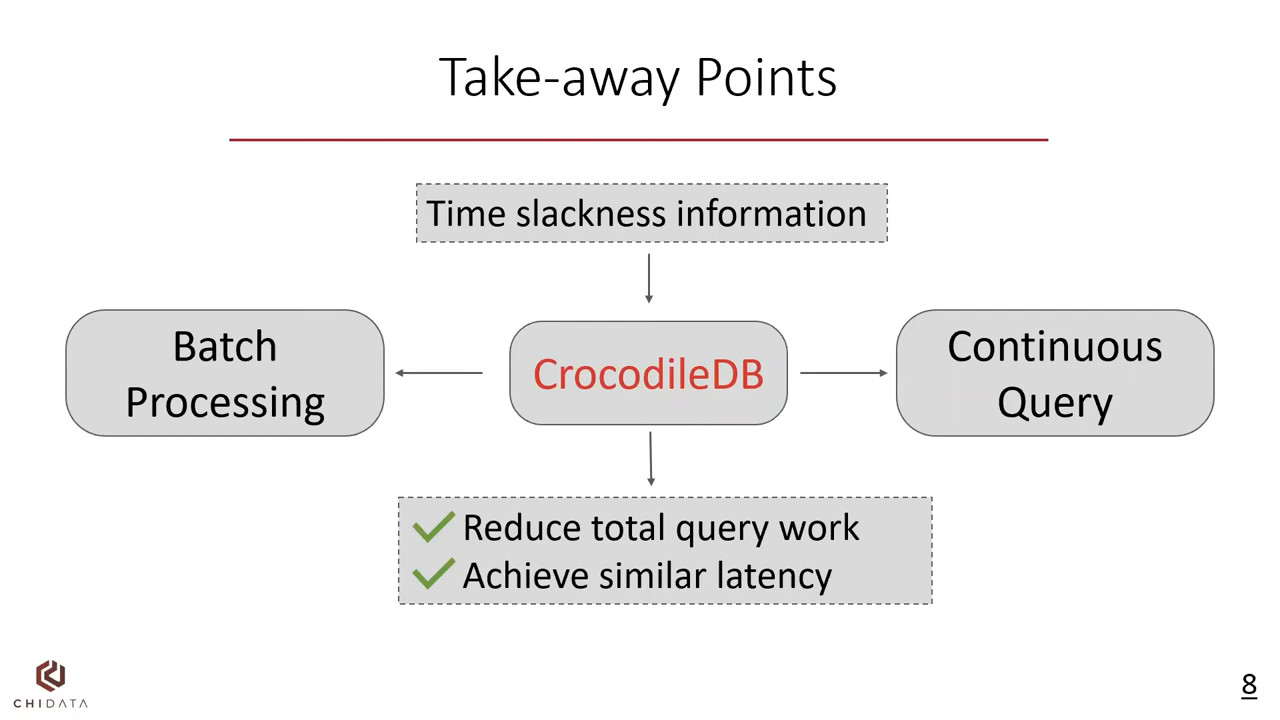 Take-away Points
Time slackness information
Batch
Processing
CrocodileDB
Continuous
Query
Reduce total query work
Achieve similar latency
CHIDATA
8